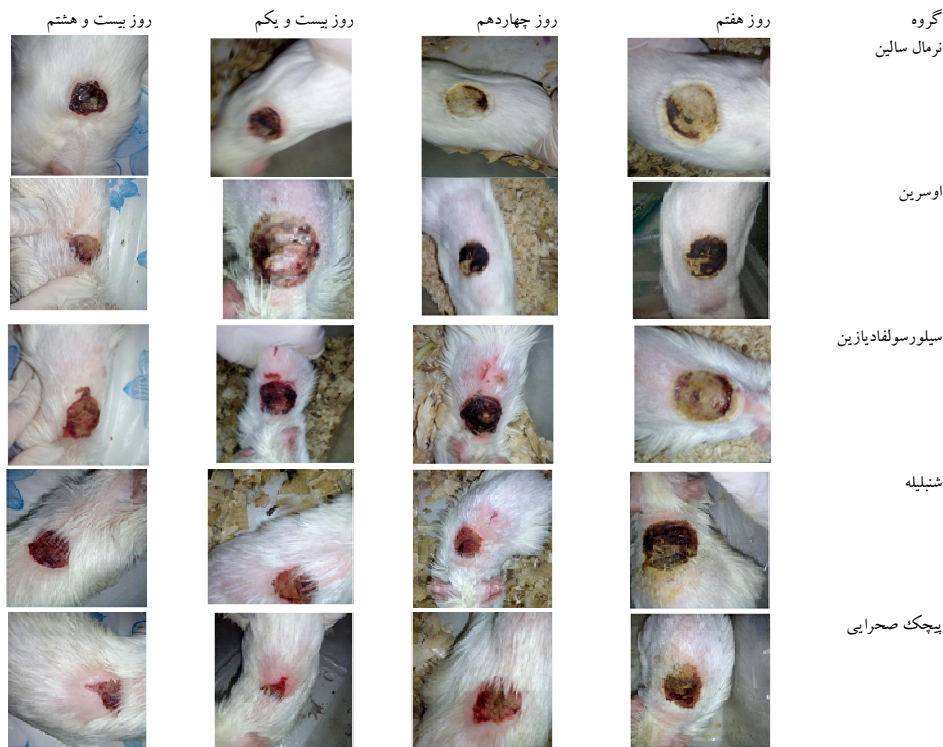 گروه روز هفتم روز چهاردهم روز بیست و یکم روز بیست و هشتم
نرمال سالین
اوسرین
سیلورسولفادیازین
شنبلیله
پیچک صحرایی